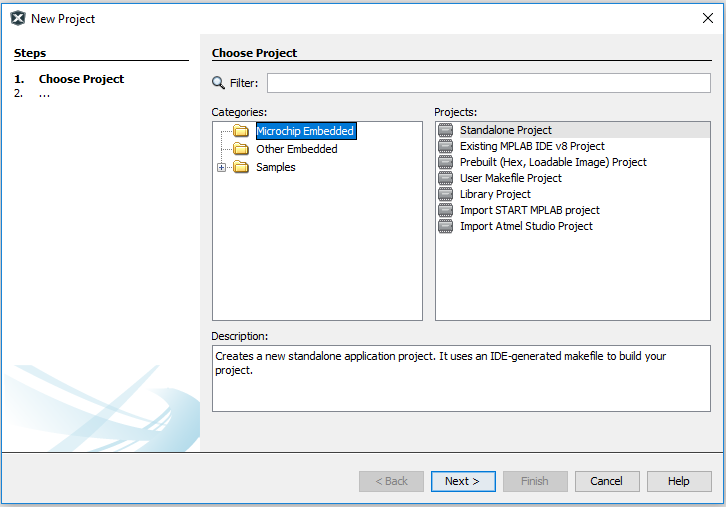 New Project
Steps
1. Choose Project
2. ...
Choose Project
Filter:
Categories:
Microchip Embedded
Other Embedded
Samples
Projects:
Standalone Project
Existing MPLAB IDE v8 Project
Prebuilt (Hex, Loadable Image) Project
User Makefile Project
Library Project
Import START MPLAB project
Import Atmel Studio Project
Description:
Creates a new standalone application project. It uses an IDE-generated makefile to build your
project.
< Back
Next >
Finish
Cancel
Help